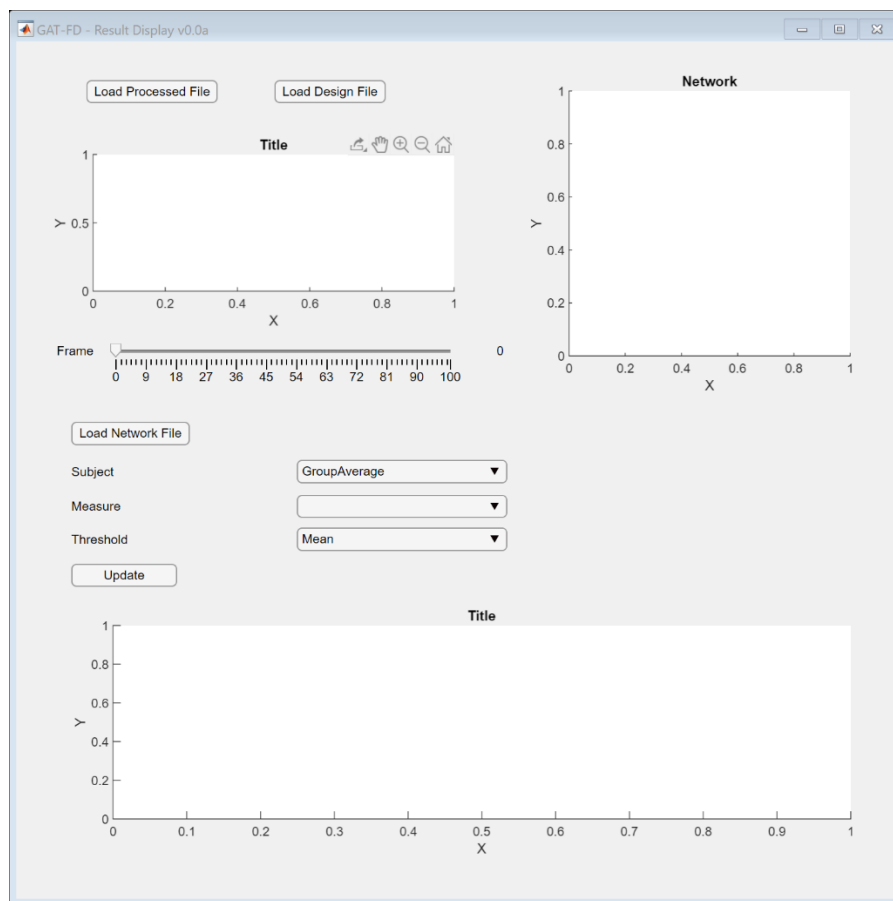 GAT-FD - Result Display v0.0a
Load Processed File
Load Design File
Title
1
0.5
0
Y
0 0.2 0.4 0.6 0.8 1
X
Network
1
0.8
0.6
0.4
0.2
0
Y
0 0.2 0.4 0.6 0.8 1
X
Frame
0
0 9 18 27 36 45 54 63 72 81 90 100
Load Network File
Subject GroupAverage
Measure
Threshold Mean
Update
Title
1
0.8
0.6
0.4
0.2
0
Y
0 0.1 0.2 0.3 0.4 0.5 0.6 0.7 0.8 0.9 1
X